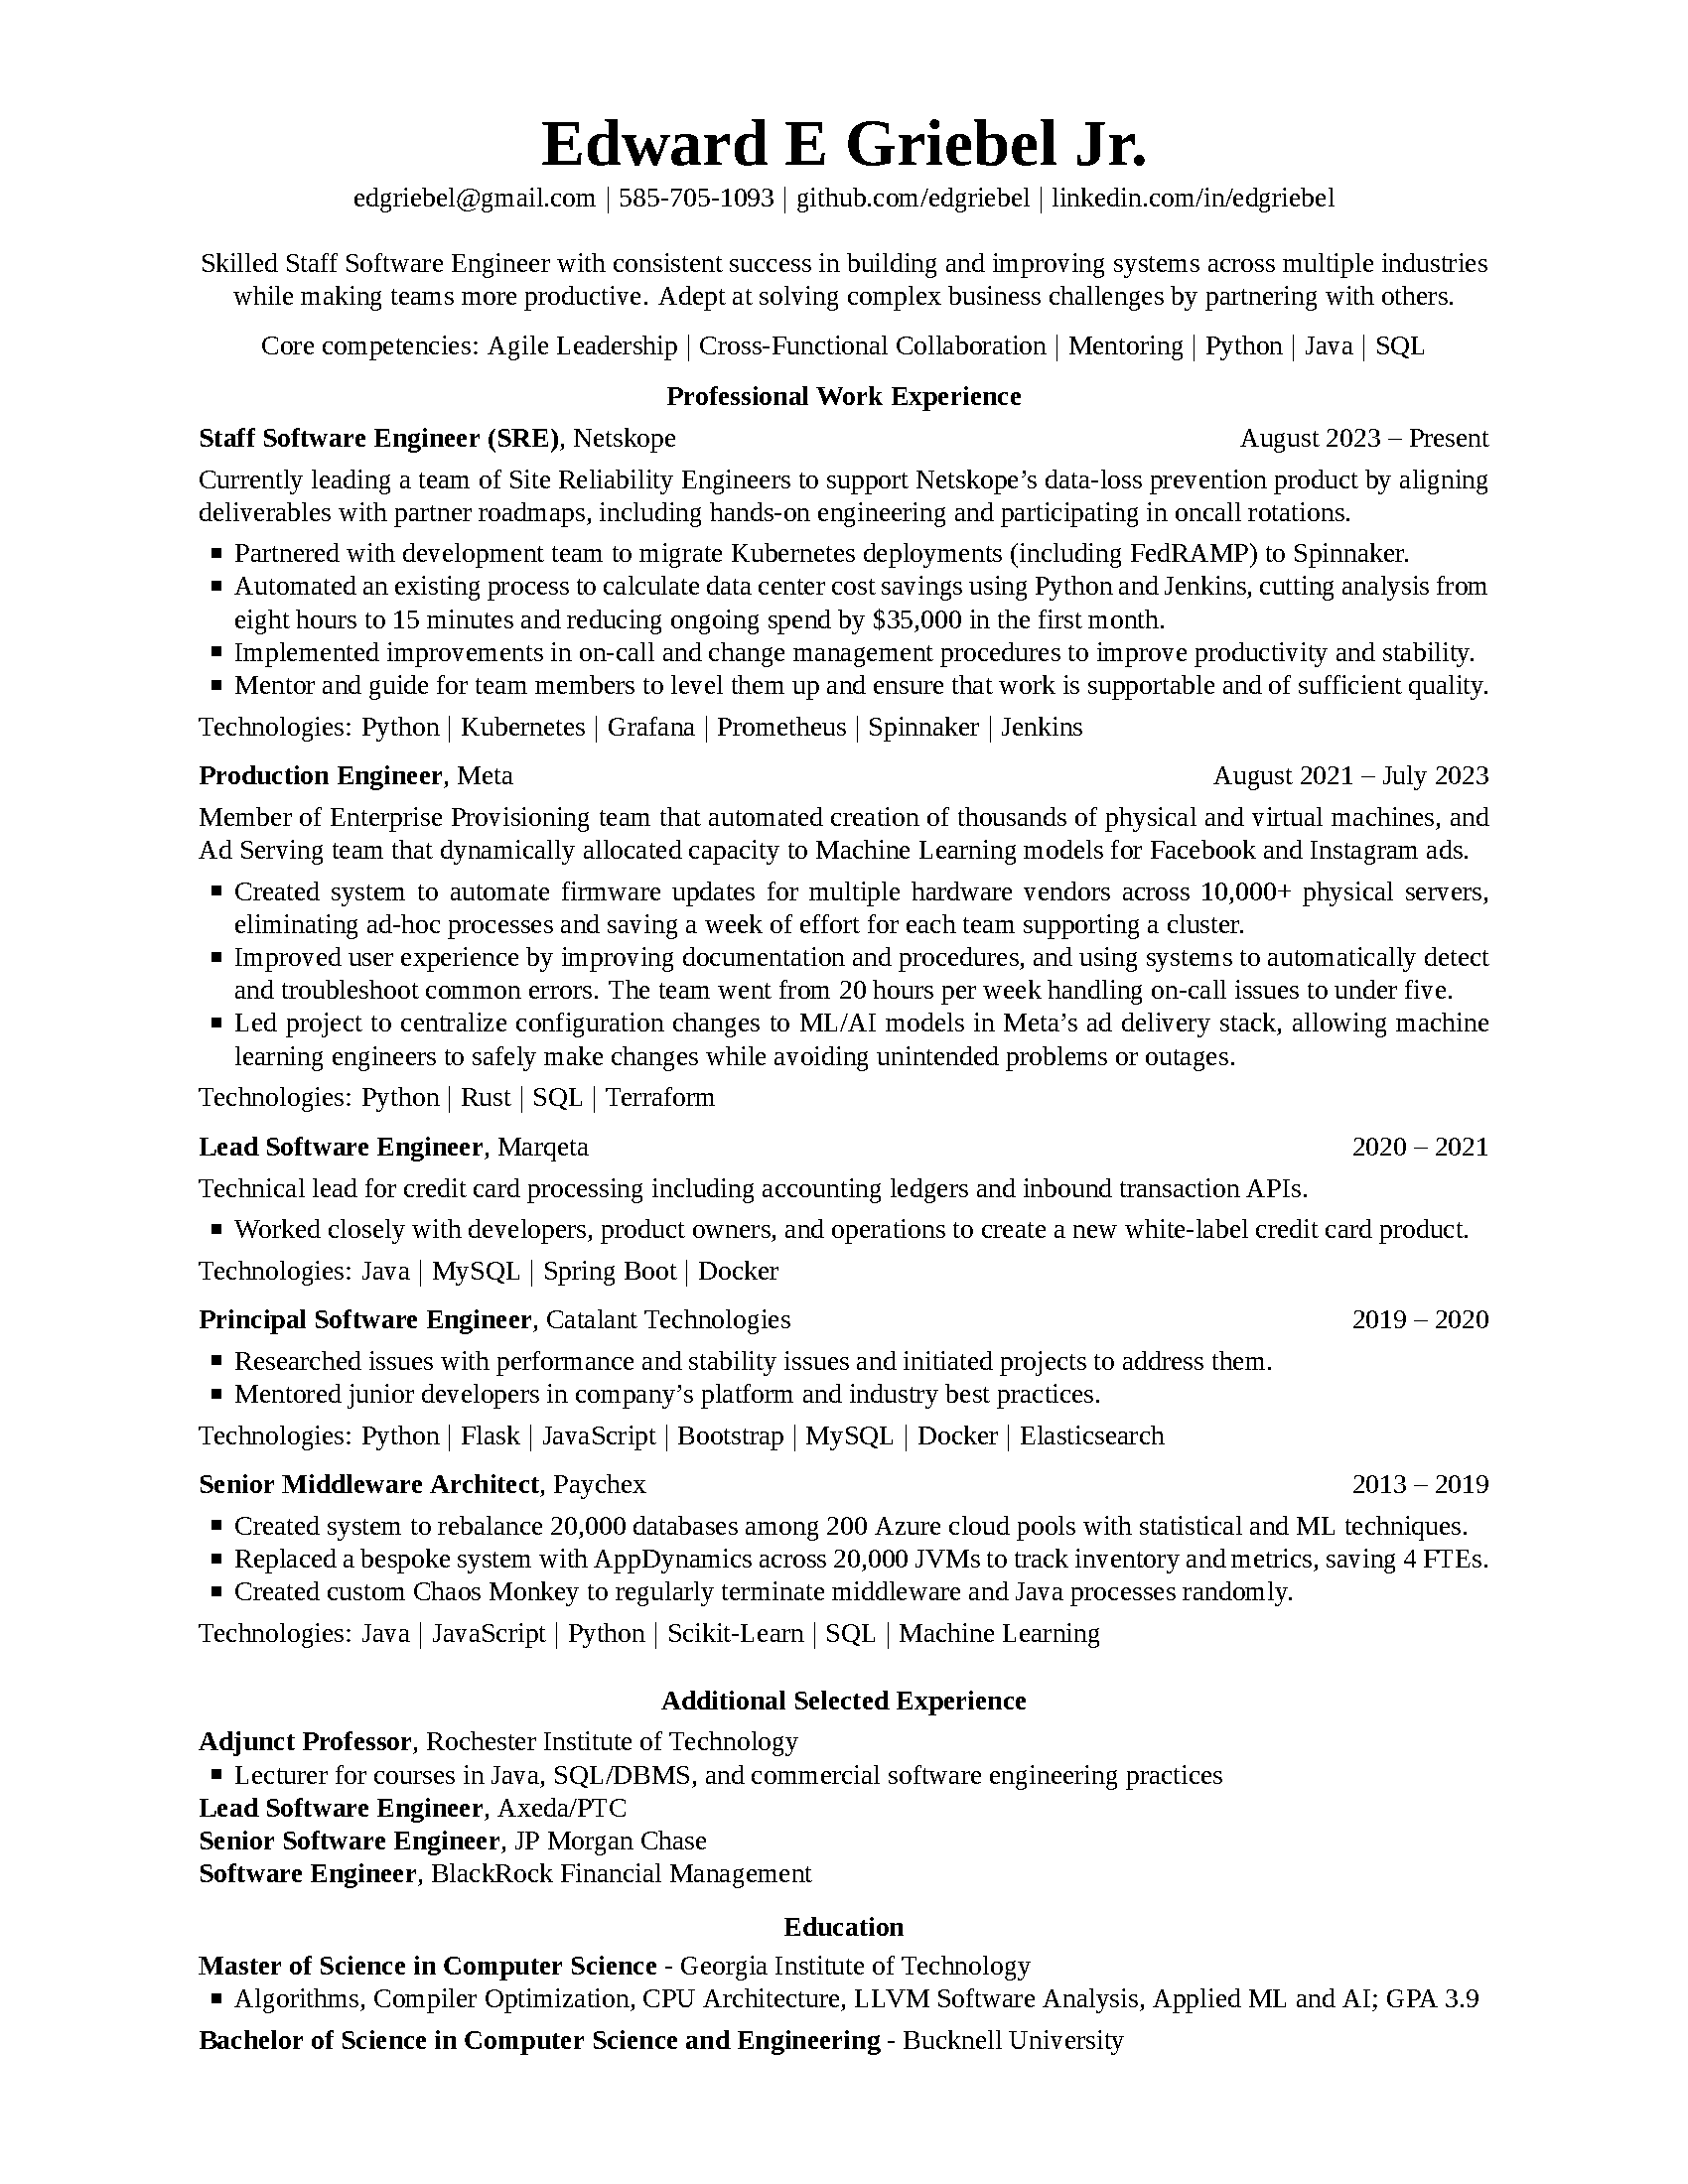 Edward E Griebel Jr.
edgriebel@gmail.com | 585-705-1093 | github.com/edgriebel | linkedin.com/in/edgriebel
Skilled Staff Software Engineer with consistent success in building and improving systems across multiple industries
while making teams more productive. Adept at solving complex business challenges by partnering with others.
Core competencies: Agile Leadership | Cross-Functional Collaboration | Mentoring | Python | Java | SQL
Professional Work Experience
Staff Software Engineer (SRE), Netskope August 2023 – Present
Currently leading a team of Site Reliability Engineers to support Netskope’s data-loss prevention product by aligning
deliverables with partner roadmaps, including hands-on engineering and participating in oncall rotations.
▪ Partnered with development team to migrate Kubernetes deployments (including FedRAMP) to Spinnaker.
▪ Automated an existing process to calculate data center cost savings using Python and Jenkins, cutting analysis from
eight hours to 15 minutes and reducing ongoing spend by $35,000 in the first month.
▪ Implemented improvements in on-call and change management procedures to improve productivity and stability.
▪ Mentor and guide for team members to level them up and ensure that work is supportable and of sufficient quality.
Technologies: Python | Kubernetes | Grafana | Prometheus | Spinnaker | Jenkins
Production Engineer, Meta August 2021 – July 2023
Member of Enterprise Provisioning team that automated creation of thousands of physical and virtual machines, and
Ad Serving team that dynamically allocated capacity to Machine Learning models for Facebook and Instagram ads.
▪ Created system to automate firmware updates for multiple hardware vendors across 10,000+ physical servers,
eliminating ad-hoc processes and saving a week of effort for each team supporting a cluster.
▪ Improved user experience by improving documentation and procedures, and using systems to automatically detect
and troubleshoot common errors. The team went from 20 hours per week handling on-call issues to under five.
▪ Led project to centralize configuration changes to ML/AI models in Meta’s ad delivery stack, allowing machine
learning engineers to safely make changes while avoiding unintended problems or outages.
Technologies: Python | Rust | SQL | Terraform
Lead Software Engineer, Marqeta 2020 – 2021
Technical lead for credit card processing including accounting ledgers and inbound transaction APIs.
▪ Worked closely with developers, product owners, and operations to create a new white-label credit card product.
Technologies: Java | MySQL | Spring Boot | Docker
Principal Software Engineer, Catalant Technologies 2019 – 2020
▪ Researched issues with performance and stability issues and initiated projects to address them.
▪ Mentored junior developers in company’s platform and industry best practices.
Technologies: Python | Flask | JavaScript | Bootstrap | MySQL | Docker | Elasticsearch
Senior Middleware Architect, Paychex 2013 – 2019
▪ Created system to rebalance 20,000 databases among 200 Azure cloud pools with statistical and ML techniques.
▪ Replaced a bespoke system with AppDynamics across 20,000 JVMs to track inventory and metrics, saving 4 FTEs.
▪ Created custom Chaos Monkey to regularly terminate middleware and Java processes randomly.
Technologies: Java | JavaScript | Python | Scikit-Learn | SQL | Machine Learning
Additional Selected Experience
Adjunct Professor, Rochester Institute of Technology
▪ Lecturer for courses in Java, SQL/DBMS, and commercial software engineering practices
Lead Software Engineer, Axeda/PTC
Senior Software Engineer, JP Morgan Chase
Software Engineer, BlackRock Financial Management
Education
Master of Science in Computer Science - Georgia Institute of Technology
▪ Algorithms, Compiler Optimization, CPU Architecture, LLVM Software Analysis, Applied ML and AI; GPA 3.9
Bachelor of Science in Computer Science and Engineering - Bucknell University